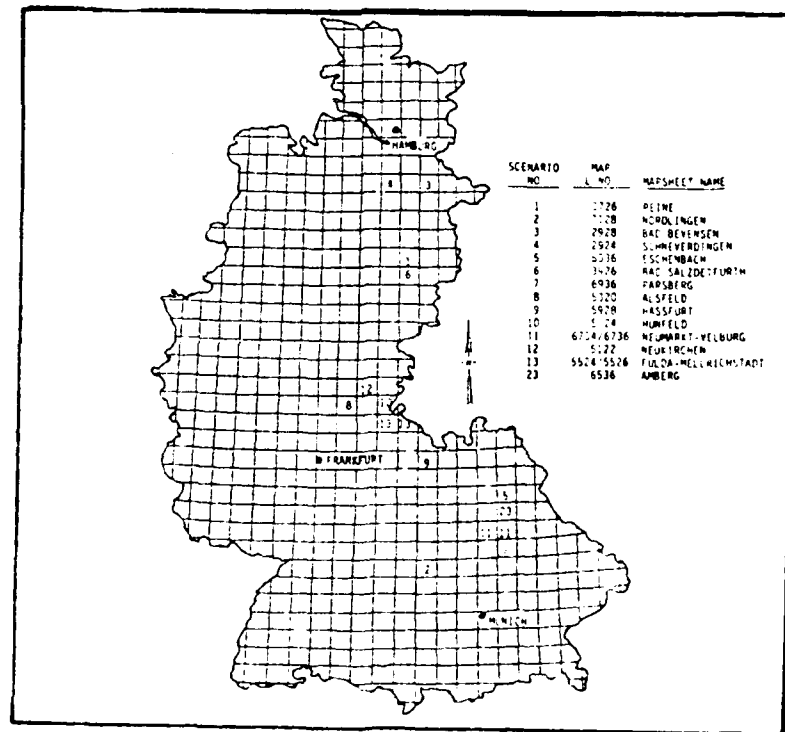 HAMBURG
4 3
6
12
8
FRANKFURT
9
5
2
MUNICH
SCENARIO MAP
NO. NO. MAPSHEET NAME
1 PEINE
2 NORDLINGEN
3 2928 BAD BEVENSEN
4 2924 SCHNEVERDINGEN
5 ESCHENBACH
6 BAD SALZDETFURTH
7 6936 PARSBERG
8 ALSFELD
9 5928 HASSFURT
10 HUNFELD
11 NEUMARKT-VELBURG
12 NEUKIRCHEN
13 5524/5526 FULDA-MELLRICHSTADT
23 6536 AMBERG